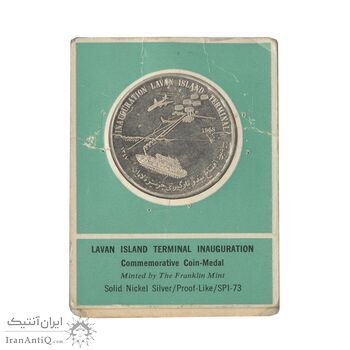 INAUGURATION LAVAN ISLAND TERMINAL
1968
LAVAN ISLAND TERMINAL INAUGURATION
Commemorative Coin-Medal
Minted by The Franklin Mint
Solid Nickel Silver/Proof-Like/SPI-73
ایران آنتیک
IranAntiQ.com